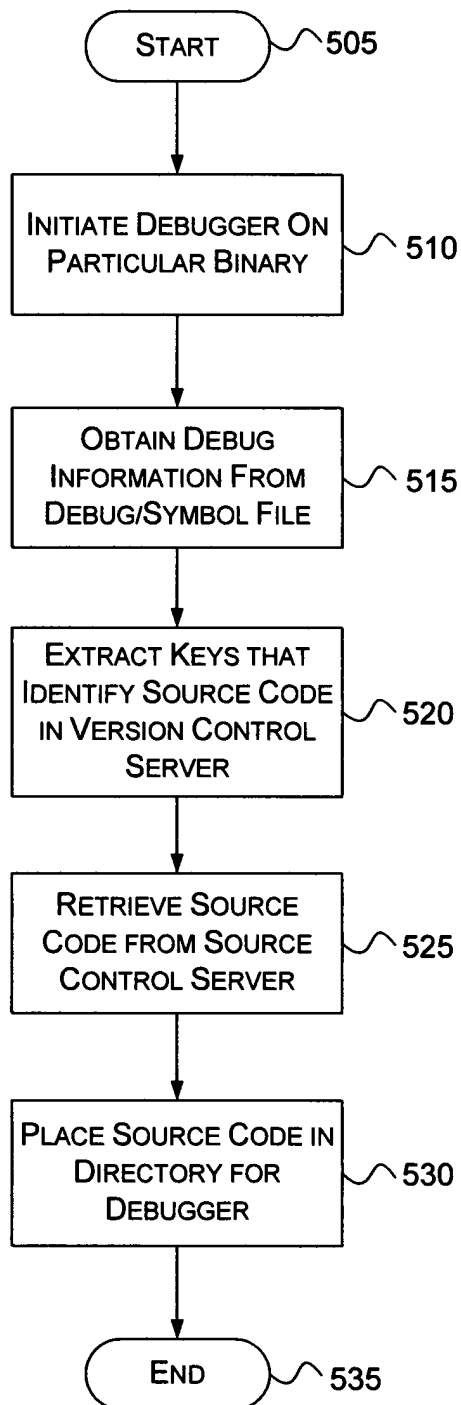 START
505
INITIATE DEBUGGER ON
PARTICULAR BINARY
510
OBTAIN DEBUG
INFORMATION FROM
DEBUG/SYMBOL FILE
515
EXTRACT KEYS THAT
IDENTIFY SOURCE CODE
IN VERSION CONTROL
SERVER
520
RETRIEVE SOURCE
CODE FROM SOURCE
CONTROL SERVER
525
PLACE SOURCE CODE IN
DIRECTORY FOR
DEBUGGER
530
END
535